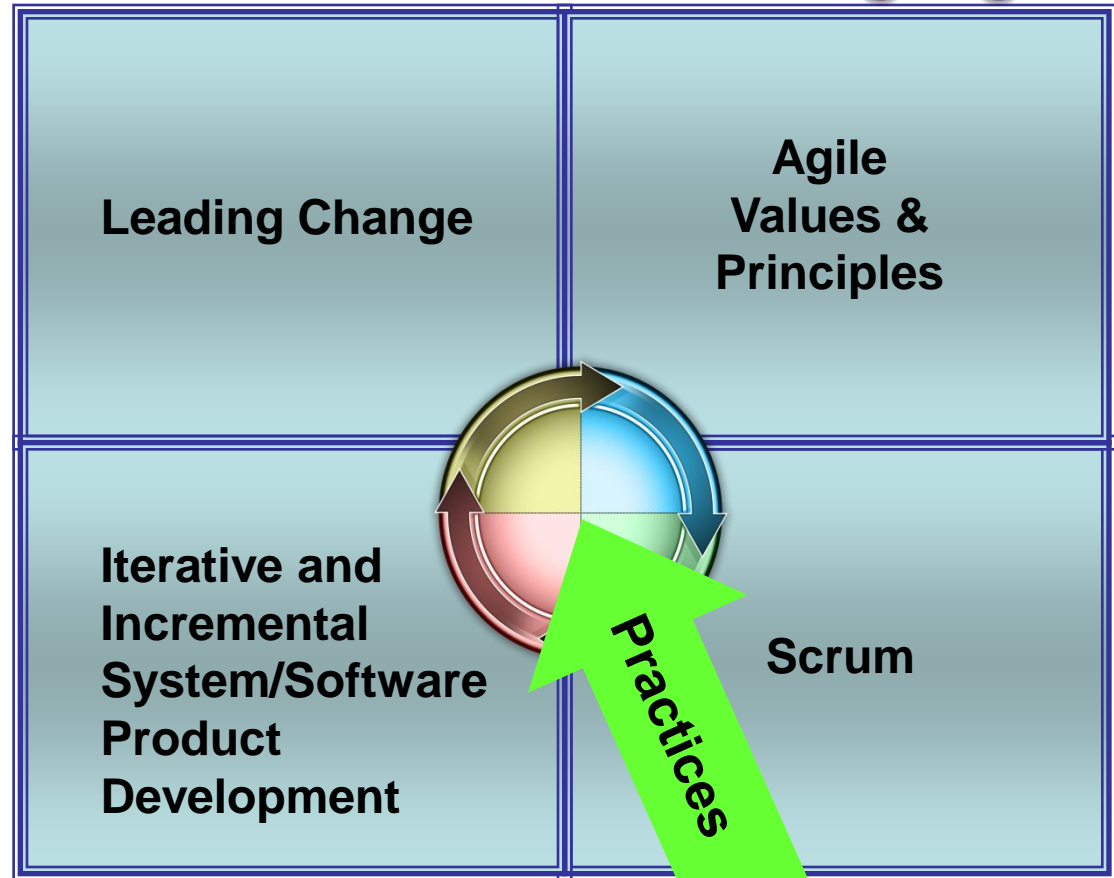 Leading Change
Agile
Values &
Principles
Iterative and
Incremental
System/Software
Product
Development
Practices
Scrum